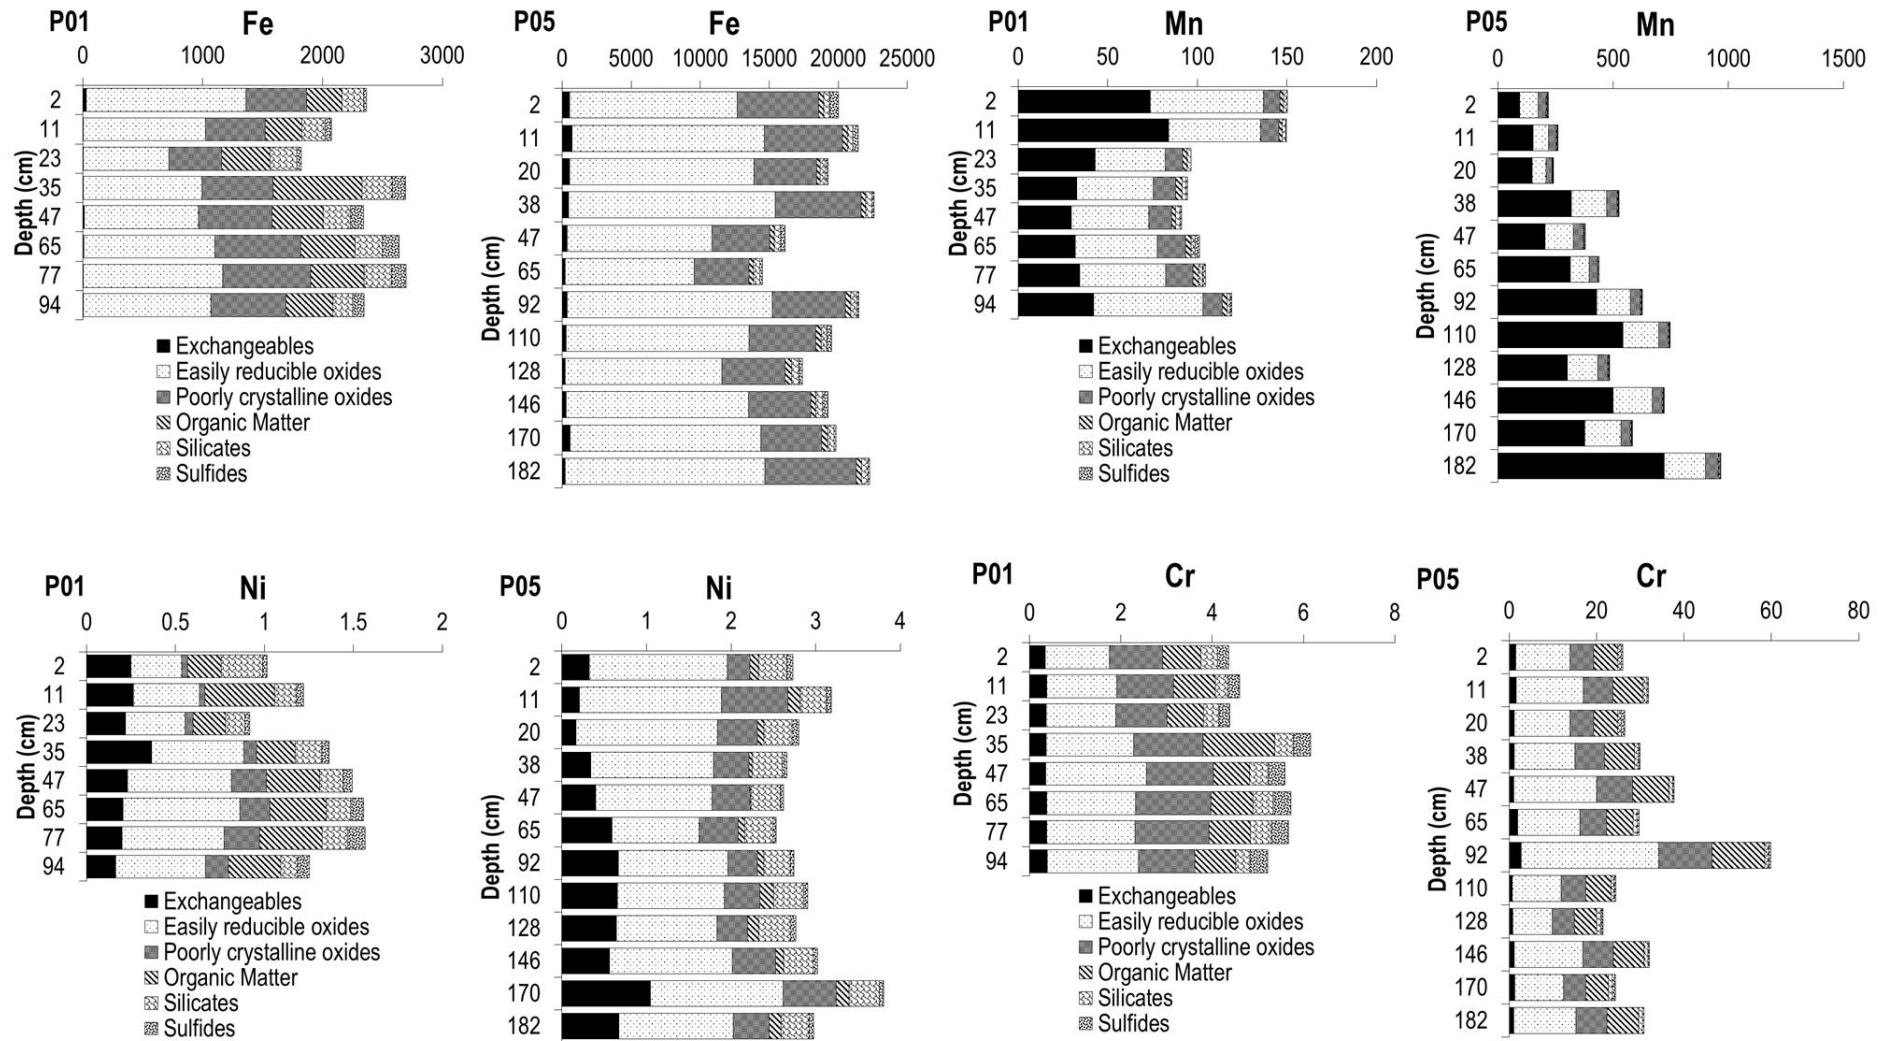 P01 Fe
0 1000 2000 3000
Depth (cm)
2
11
23
35
47
65
77
94
Exchangeables
Easily reducible oxides
Poorly crystalline oxides
Organic Matter
Silicates
Sulfides
P05 Fe
0 5000 10000 15000 20000 25000
Depth (cm)
2
11
20
38
47
65
92
110
128
146
170
182
P01 Mn
0 50 100 150 200
Depth (cm)
2
11
23
35
47
65
77
94
Exchangeables
Easily reducible oxides
Poorly crystalline oxides
Organic Matter
Silicates
Sulfides
P05 Mn
0 500 1000 1500
Depth (cm)
2
11
20
38
47
65
92
110
128
146
170
182
P01 Ni
0 0.5 1 1.5 2
Depth (cm)
2
11
23
35
47
65
77
94
Exchangeables
Easily reducible oxides
Poorly crystalline oxides
Organic Matter
Silicates
Sulfides
P05 Ni
0 1 2 3 4
Depth (cm)
2
11
20
38
47
65
92
110
128
146
170
182
P01 Cr
0 2 4 6 8
Depth (cm)
2
11
23
35
47
65
77
94
Exchangeables
Easily reducible oxides
Poorly crystalline oxides
Organic Matter
Silicates
Sulfides
P05 Cr
0 20 40 60 80
Depth (cm)
2
11
20
38
47
65
92
110
128
146
170
182